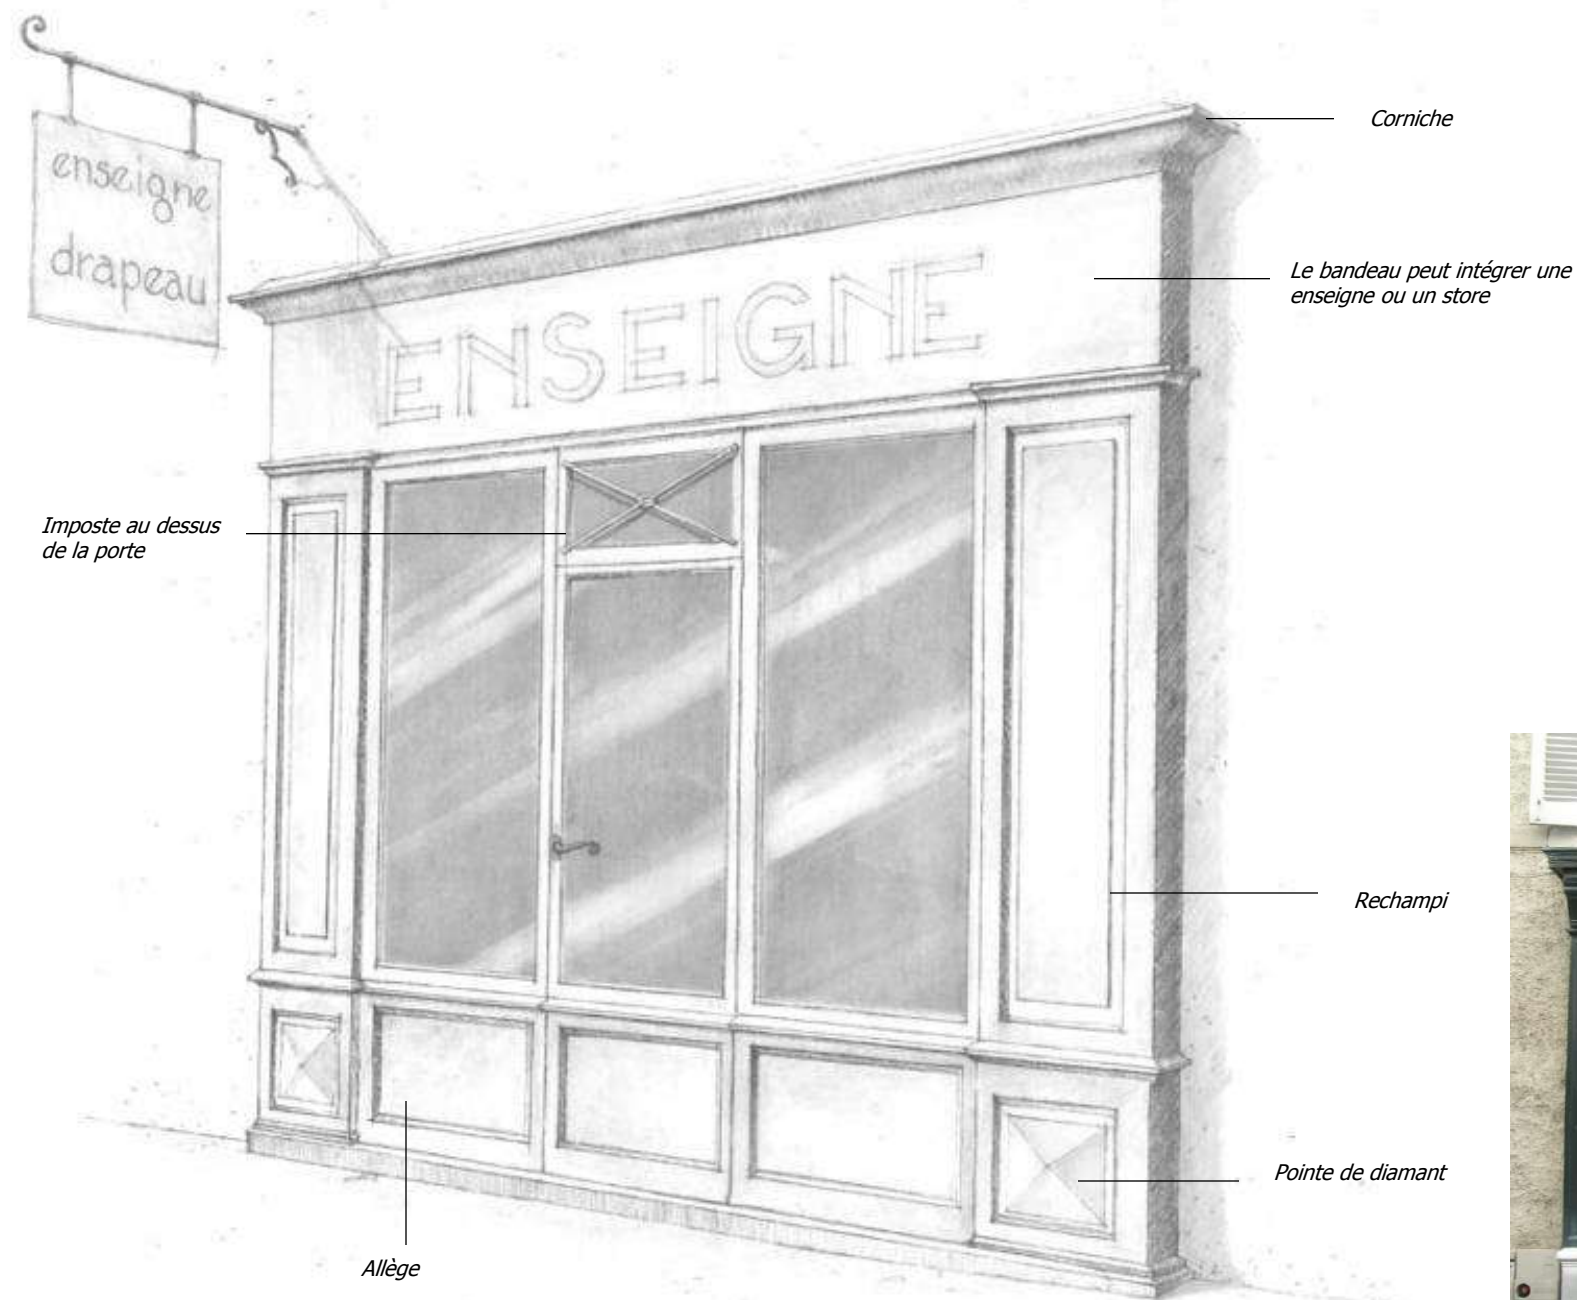 enseigne
drapeau
Corniche
Le bandeau peut intégrer une
enseigne ou un store
ENSEIGNE
Imposte au dessus
de la porte
Rechampi
Pointe de diamant
Allège